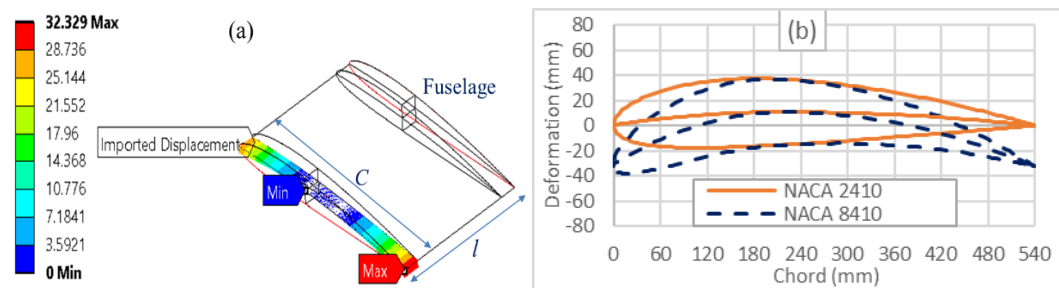 32.329 Max
28.736
25.144
21.552
17.96
14.368
10.776
7.1841
3.5921
0 Min
(a)
Fuselage
Imported Displacement
Min
C
Max
l
(b)
Deformation (mm)
80
60
40
20
0
-20
-40
-60
-80
NACA 2410
NACA 8410
0 60 120 180 240 300 360 420 480 540
Chord (mm)